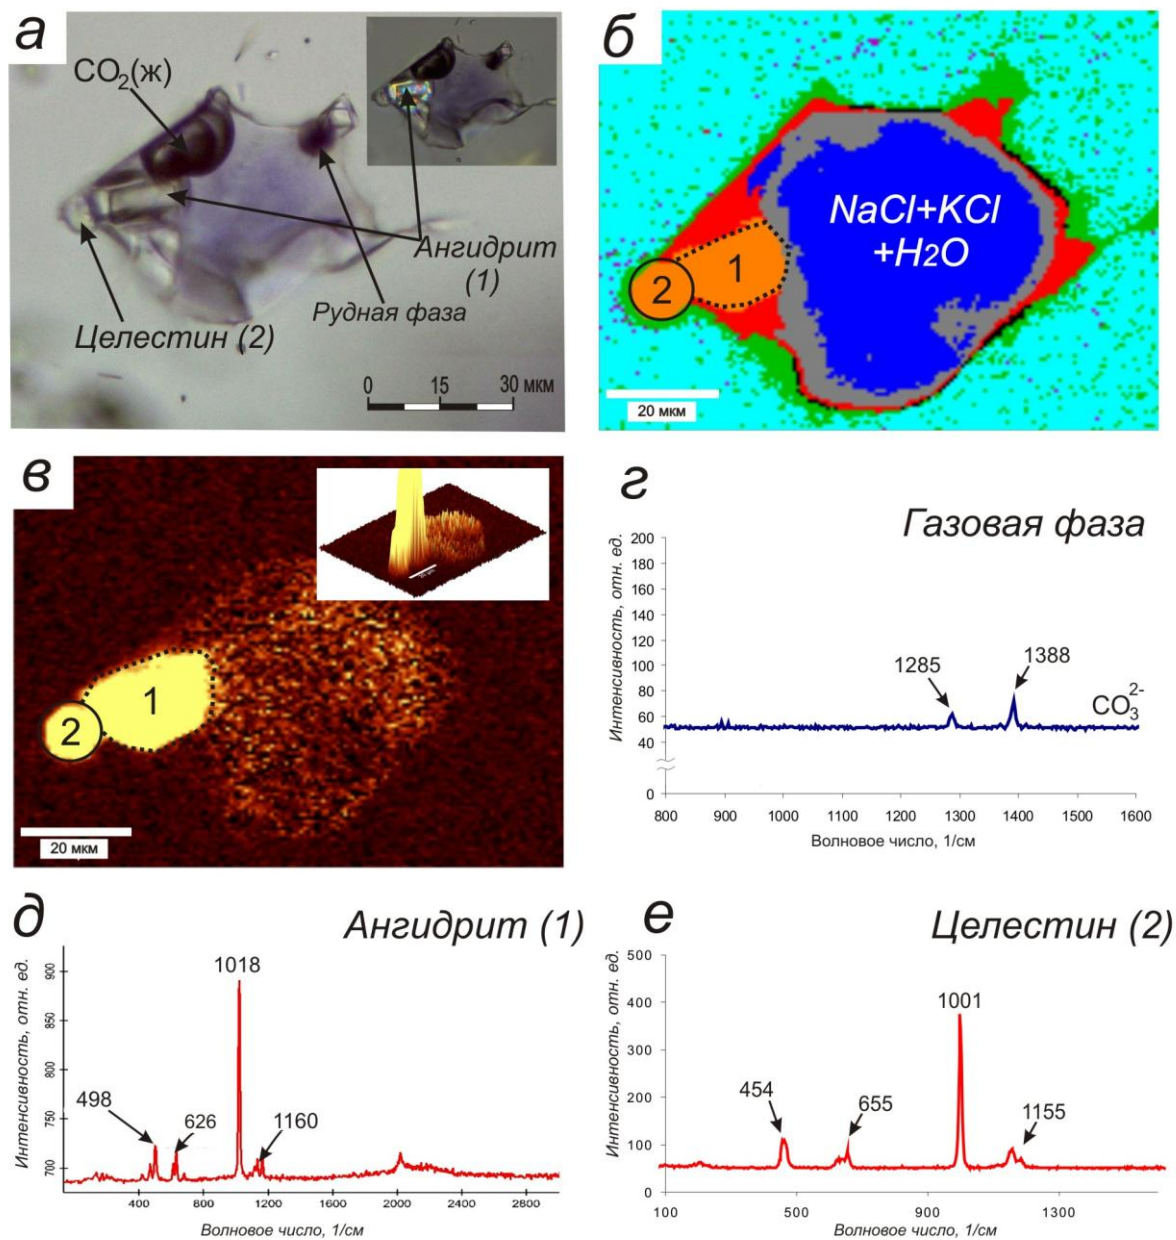 а
CO2(ж)
Ангидрит
(1)
Рудная фаза
Целестин (2)
0 15 30 мкм
б
NaCl+KCl
+H2O
1
2
20 мкм
в
1
2
20 мкм
г
Газовая фаза
Интенсивность, отн. ед.
200
180
160
140
120
100
80
60
40
0
1285
1388
CO3 2-
800 900 1000 1100 1200 1300 1400 1500 1600
Волновое число, 1/см
д
Ангидрит (1)
Интенсивность, отн. ед.
900
850
800
750
700
1018
498
626
1160
400 800 1200 1600 2000 2400 2800
Волновое число, 1/см
е
Целестин (2)
Интенсивность, отн. ед.
500
400
300
200
100
0
1001
454
655
1155
100 500 900 1300
Волновое число, 1/см